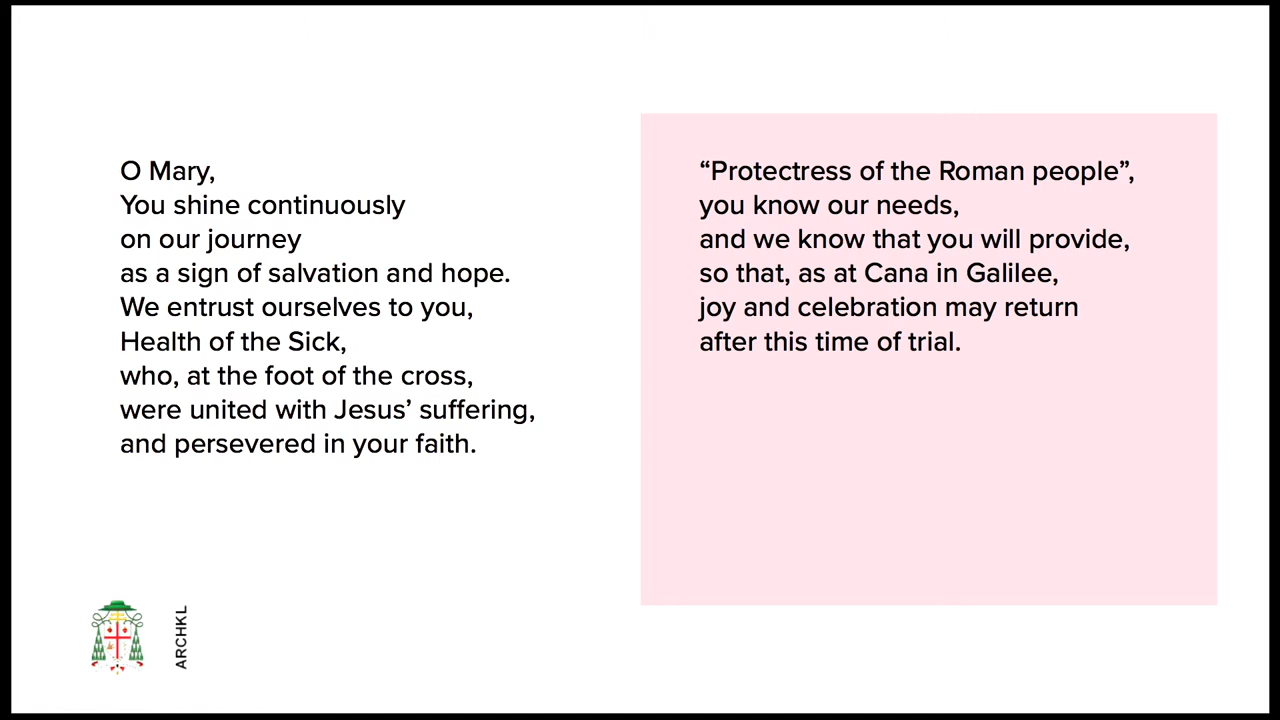 O Mary,
You shine continuously
on our journey
as a sign of salvation and hope.
We entrust ourselves to you,
Health of the Sick,
who, at the foot of the cross,
were united with Jesus’ suffering,
and persevered in your faith.
“Protectress of the Roman people”,
you know our needs,
and we know that you will provide,
so that, as at Cana in Galilee,
joy and celebration may return
after this time of trial.
ARCHKL